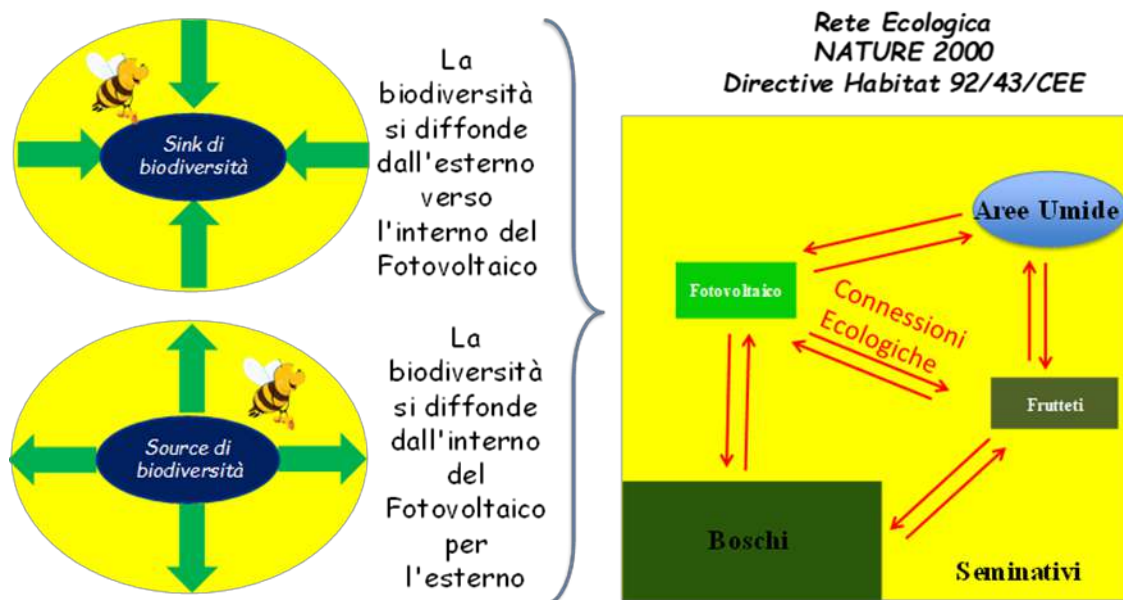 Sink di
biodiversità
La
biodiversità
si diffonde
dall'esterno
verso
l'interno del
Fotovoltaico
Source di
biodiversità
La
biodiversità
si diffonde
dall'interno
del
Fotovoltaico
per
l'esterno
Rete Ecologica
NATURE 2000
Directive Habitat 92/43/CEE
Aree Umide
Fotovoltaico
Connessioni
Ecologiche
Frutteti
Boschi
Seminativi